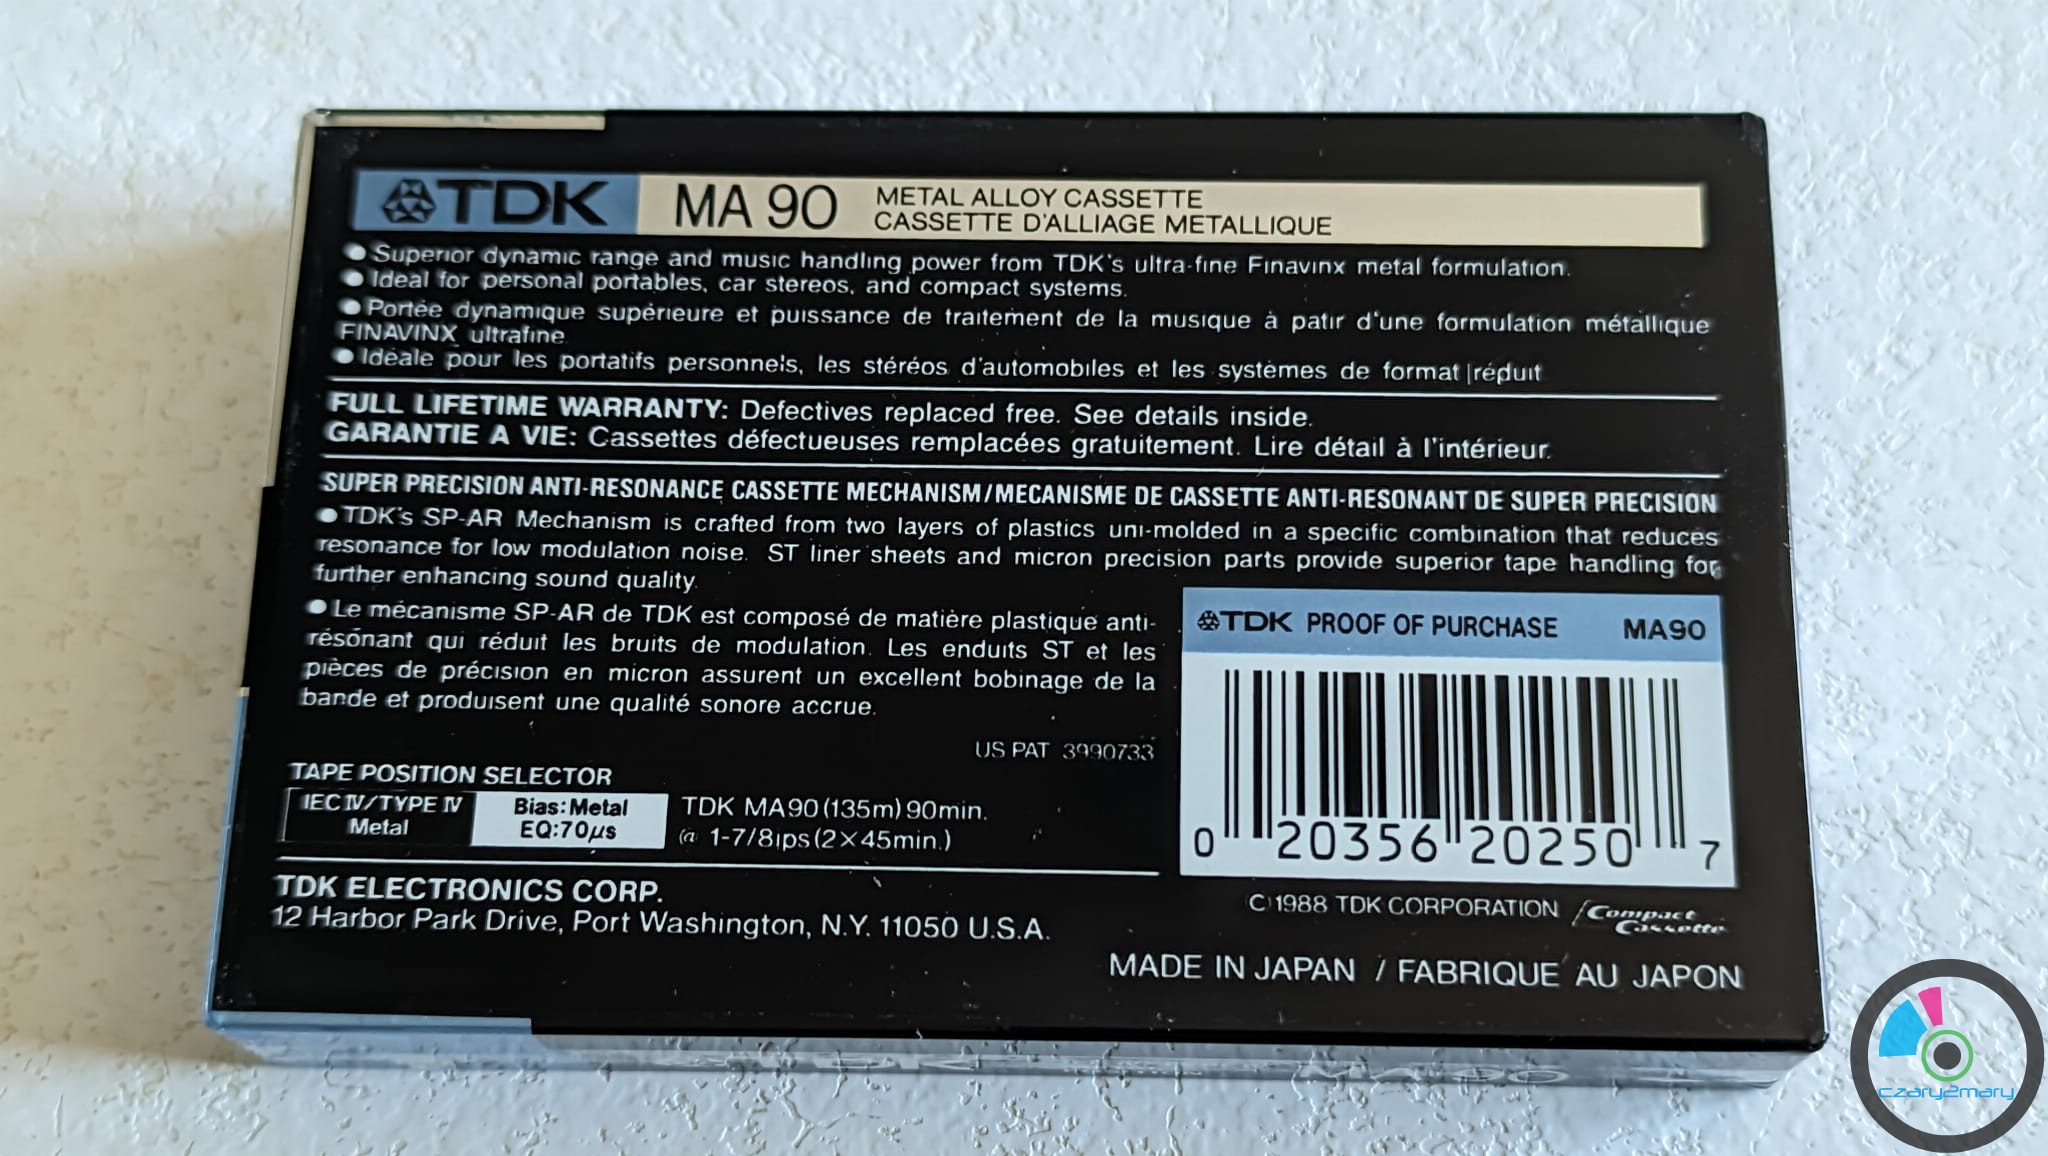 TDK MA 90 METAL ALLOY CASSETTE
CASSETTE D'ALLIAGE METALLIQUE
● Superior dynamic range and music handling power from TDK's ultra-fine Finavinx metal formulation.
● Ideal for personal portables, car stereos, and compact systems.
● Portée dynamique supérieure et puissance de traitement de la musique à patir d'une formulation métallique
FINAVINX ultrafine
● Idéale pour les portatifs personnels, les stéréos d'automobiles et les systèmes de format réduit
FULL LIFETIME WARRANTY: Defectives replaced free. See details inside.
GARANTIE A VIE: Cassettes défectueuses remplacées gratuitement. Lire détail à l'intérieur.
SUPER PRECISION ANTI-RESONANCE CASSETTE MECHANISM/MECANISME DE CASSETTE ANTI-RESONANT DE SUPER PRECISION
● TDK's SP-AR Mechanism is crafted from two layers of plastics uni-molded in a specific combination that reduces
resonance for low modulation noise. ST liner sheets and micron precision parts provide superior tape handling for
further enhancing sound quality.
● Le mécanisme SP-AR de TDK est composé de matière plastique anti-
résonant qui réduit les bruits de modulation. Les enduits ST et les
pièces de précision en micron assurent un excellent bobinage de la
bande et produisent une qualité sonore accrue.
US PAT 3990733
TDK PROOF OF PURCHASE MA90
0 20356 20250 7
TAPE POSITION SELECTOR
IEC IV/TYPE IV
Metal
Bias:Metal
EQ:70µs
TDK MA90 (135m) 90min.
@ 1-7/8ips (2×45min.)
TDK ELECTRONICS CORP.
12 Harbor Park Drive, Port Washington, N.Y. 11050 U.S.A.
C 1988 TDK CORPORATION Compact
Cassette
MADE IN JAPAN / FABRIQUE AU JAPON
TDK MA 90
czary2mary